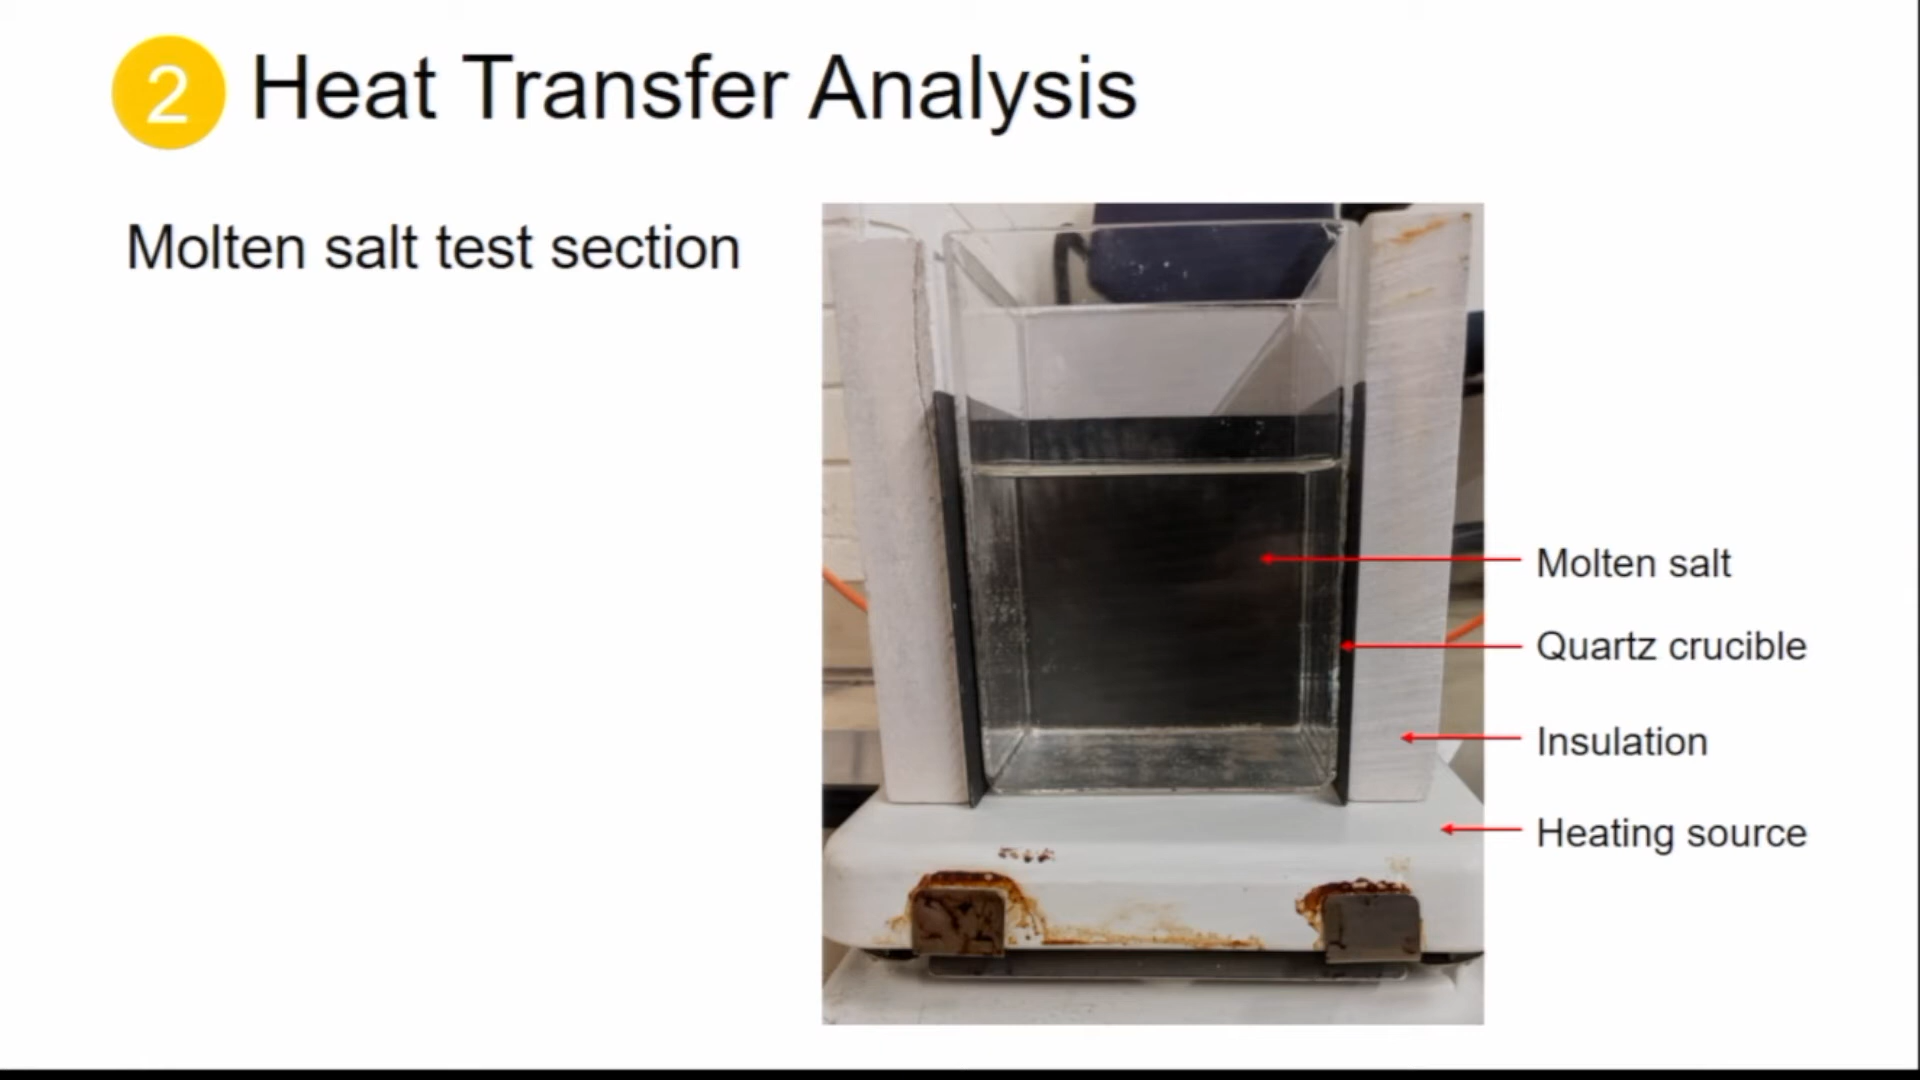 2 Heat Transfer Analysis
Molten salt test section
Molten salt
Quartz crucible
Insulation
Heating source